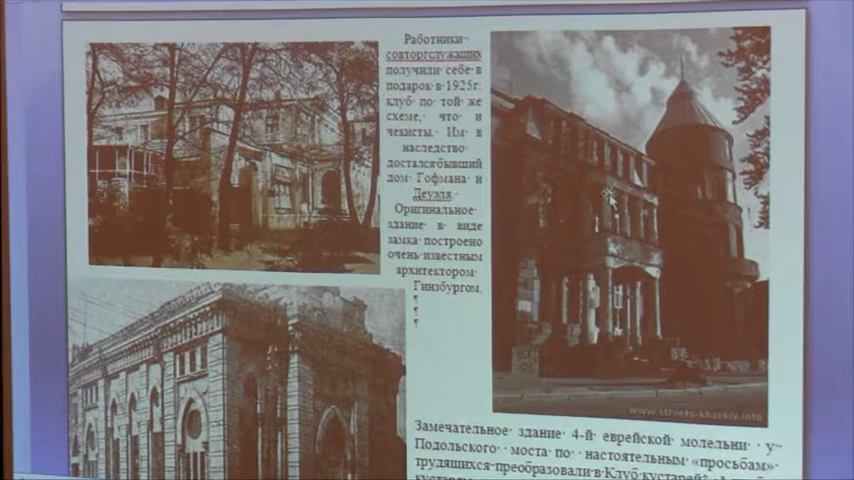 Работники
совторгслужащих
получили себе в
подарок в 1925г.
клуб по той же
схеме, что и
чекисты. Им в
наследство
достался бывший
дом Гофмана и
Деуэля.
Оригинальное
здание в виде
замка построено
очень известным
архитектором
Гинзбургом.
www.streets-kharkiv.info
Замечательное здание 4-й еврейской молельни у
Подольского моста по настоятельным «просьбам»
трудящихся преобразовали в Клуб кустарей